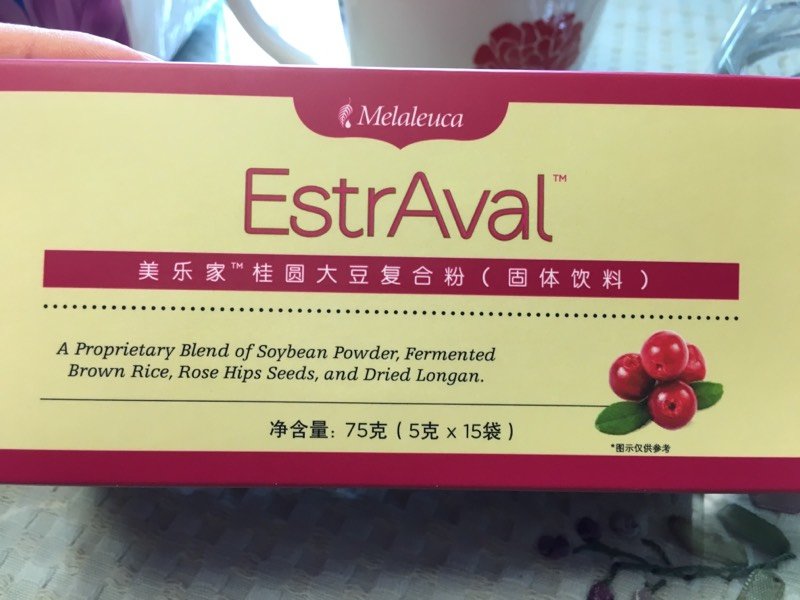 Melaleuca
EstrAval™
美乐家™桂圆大豆复合粉（固体饮料）
A Proprietary Blend of Soybean Powder, Fermented
Brown Rice, Rose Hips Seeds, and Dried Longan.
净含量：75克（5克 x 15袋）
*图示仅供参考